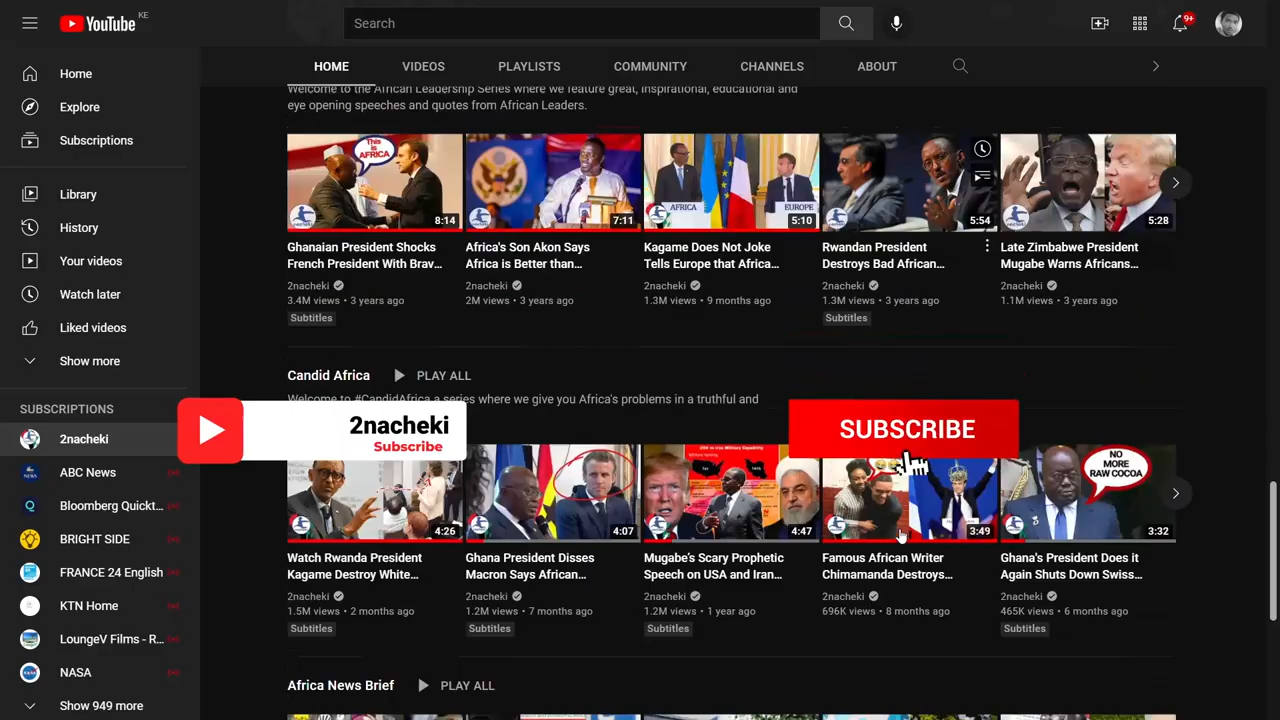 YouTube KE
Search
9+
HOME
VIDEOS
PLAYLISTS
COMMUNITY
CHANNELS
ABOUT
Home
Explore
Subscriptions
Library
History
Your videos
Watch later
Liked videos
Show more
SUBSCRIPTIONS
2nacheki
ABC News
Bloomberg Quickt...
BRIGHT SIDE
FRANCE 24 English
KTN Home
LoungeV Films - R...
NASA
Show 949 more
Welcome to the African Leadership Series where we feature great, inspirational, educational and
eye opening speeches and quotes from African Leaders.
This is AFRICA
8:14
Ghanaian President Shocks
French President With Brav...
2nacheki
3.4M views • 3 years ago
Subtitles
7:11
Africa's Son Akon Says
Africa is Better than...
2nacheki
2M views • 3 years ago
AFRICA
EUROPE
5:10
Kagame Does Not Joke
Tells Europe that Africa...
2nacheki
1.3M views • 9 months ago
5:54
Rwandan President
Destroys Bad African...
2nacheki
1.3M views • 3 years ago
Subtitles
5:28
Late Zimbabwe President
Mugabe Warns Africans...
2nacheki
1.1M views • 3 years ago
Candid Africa
PLAY ALL
Welcome to #CandidAfrica a series where we give you Africa's problems in a truthful and
2nacheki
Subscribe
SUBSCRIBE
4:26
Watch Rwanda President
Kagame Destroy White...
2nacheki
1.5M views • 2 months ago
Subtitles
4:07
Ghana President Disses
Macron Says African...
2nacheki
1.2M views • 7 months ago
Subtitles
4:47
Mugabe's Scary Prophetic
Speech on USA and Iran...
2nacheki
1.2M views • 1 year ago
Subtitles
3:49
Famous African Writer
Chimamanda Destroys...
2nacheki
696K views • 8 months ago
NO
MORE
RAW COCOA
3:32
Ghana's President Does it
Again Shuts Down Swiss...
2nacheki
465K views • 6 months ago
Subtitles
Africa News Brief
PLAY ALL